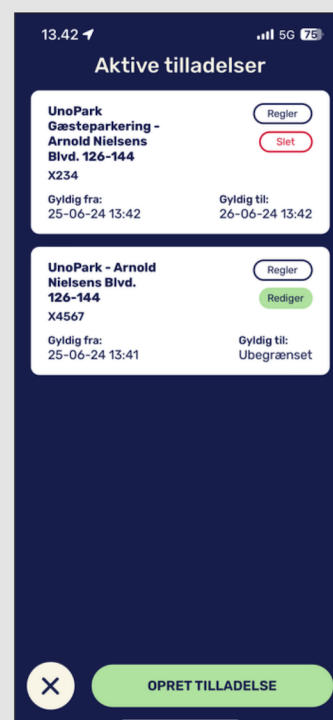 13.42
5G 75
Aktive tilladelser
UnoPark
Gæsteparkering -
Arnold Nielsens
Blvd. 126-144
Regler
Slet
X234
Gyldig fra:
25-06-24 13:42
Gyldig til:
26-06-24 13:42
UnoPark - Arnold
Nielsens Blvd.
126-144
Regler
Rediger
X4567
Gyldig fra:
25-06-24 13:41
Gyldig til:
Ubegrænset
OPRET TILLADELSE